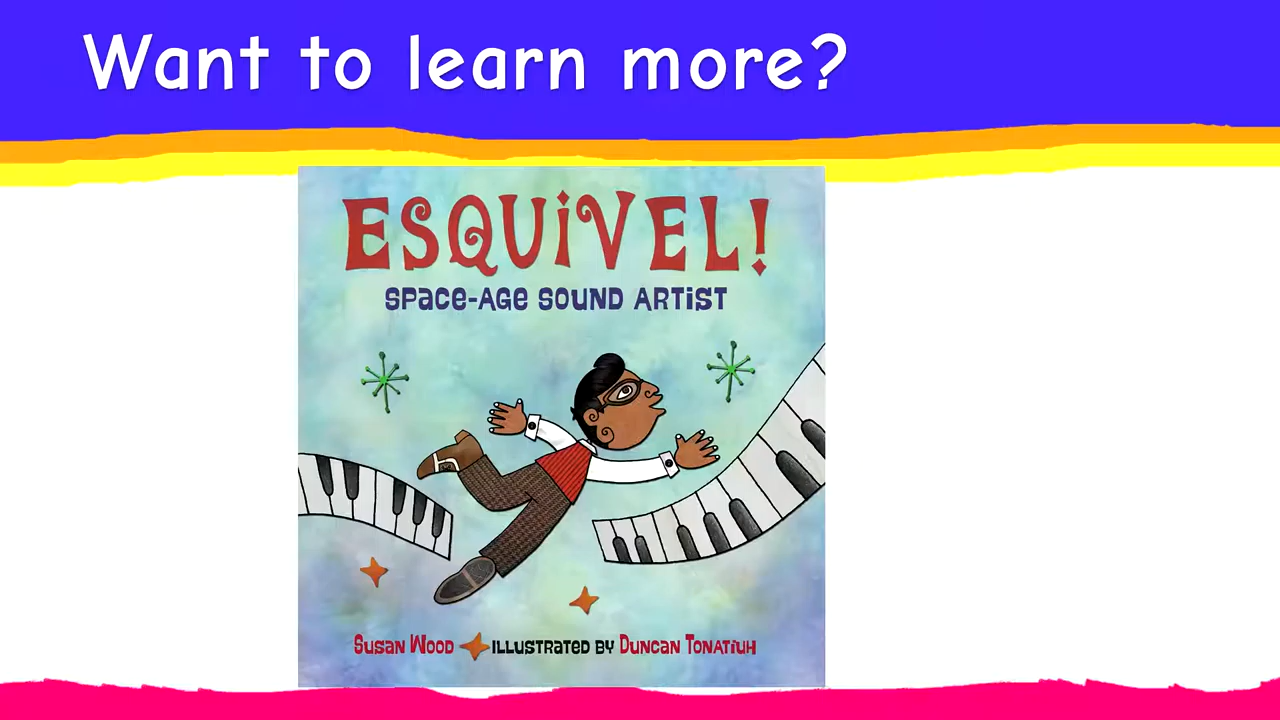 Want to learn more?
ESQUiVEL!
SPACE-AGE SOUND ARTiST
SUSAN WOOD ILLUSTRATED BY DUNCAN TONATiUH